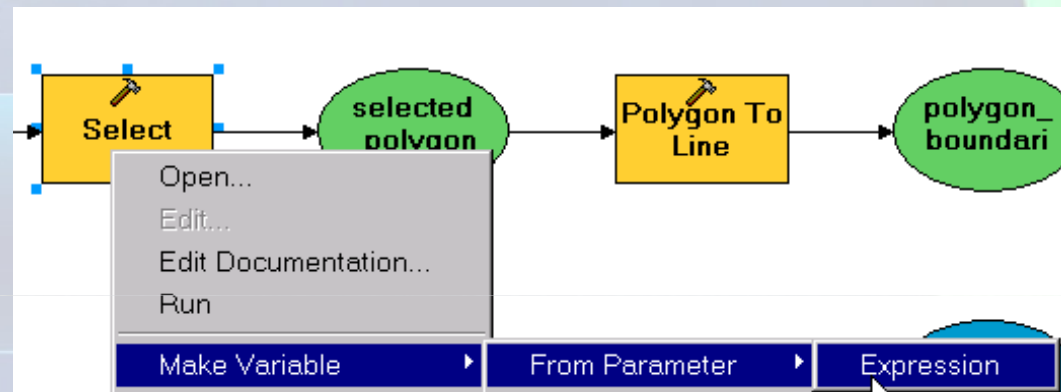 Select
selected
polygon
Polygon To
Line
polygon_
boundari
Open...
Edit...
Edit Documentation...
Run
Make Variable
From Parameter
Expression